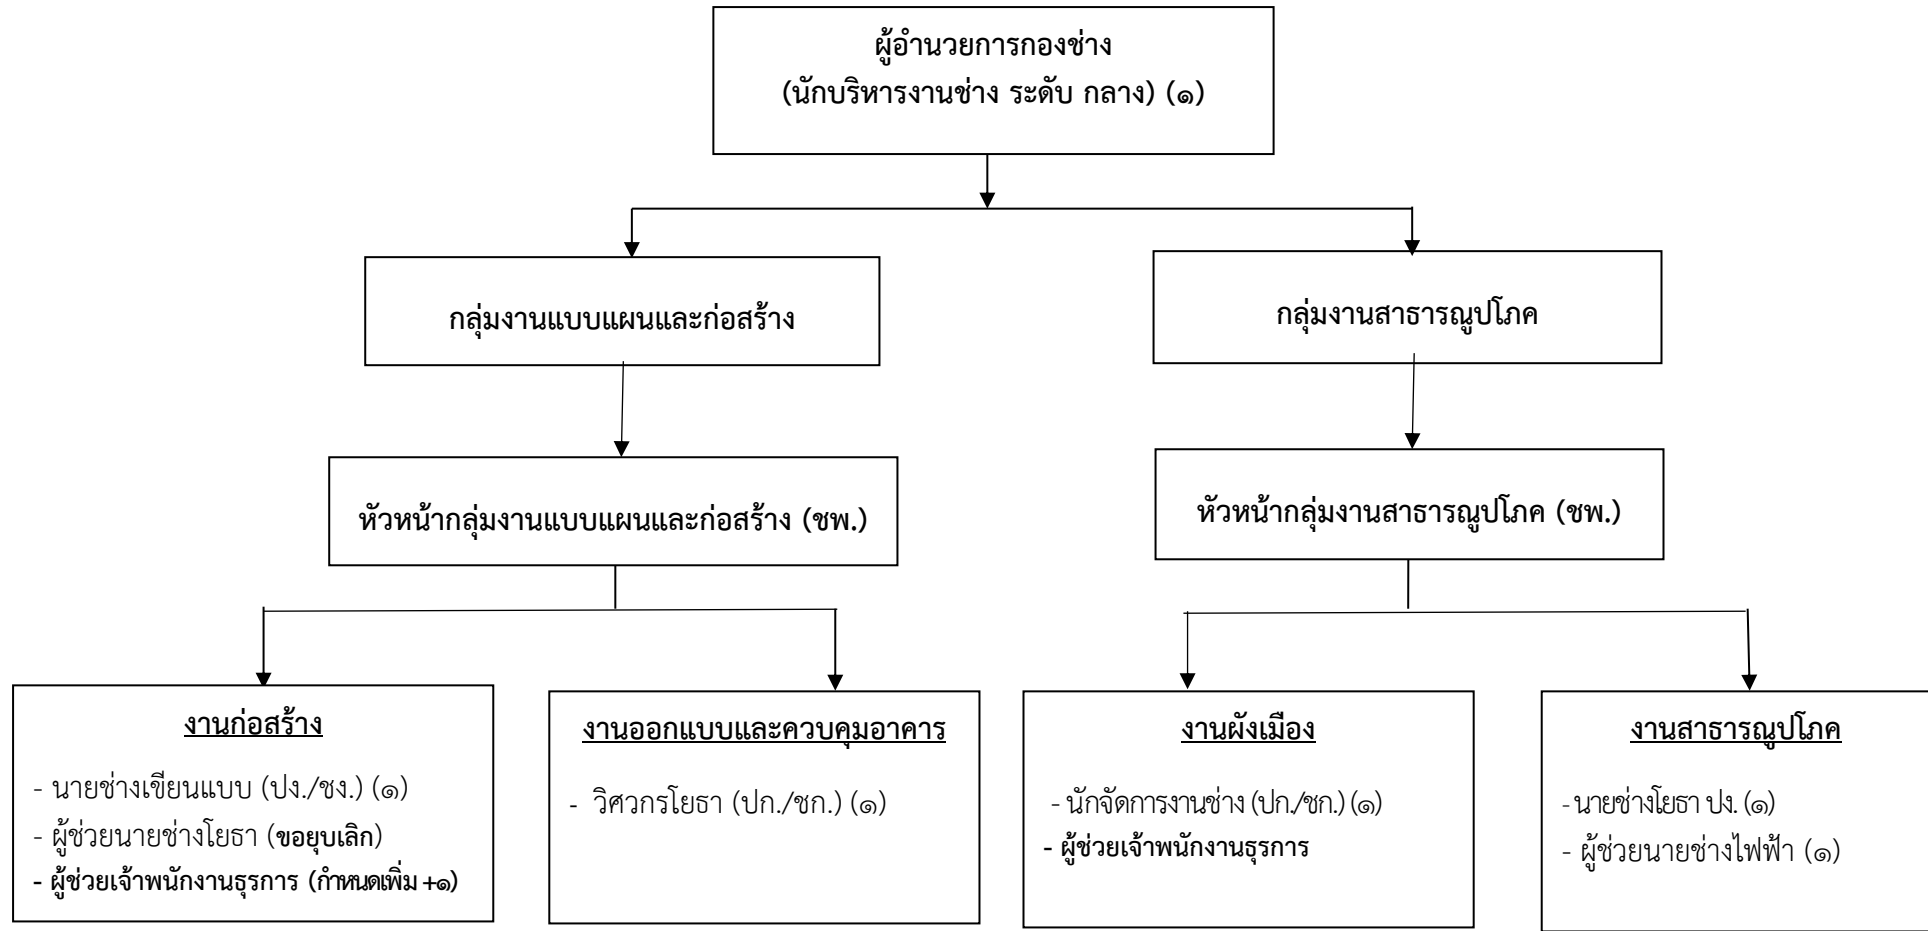 ผู้อำนวยการกองช่าง
(นักบริหารงานช่าง ระดับ กลาง) (๑)
กลุ่มงานแบบแผนและก่อสร้าง
กลุ่มงานสาธารณูปโภค
หัวหน้ากลุ่มงานแบบแผนและก่อสร้าง (ชพ.)
หัวหน้ากลุ่มงานสาธารณูปโภค (ชพ.)
งานก่อสร้าง
- นายช่างเขียนแบบ (ปง./ชง.) (๑)
- ผู้ช่วยนายช่างโยธา (ขอยุบเลิก)
- ผู้ช่วยเจ้าพนักงานธุรการ (กำหนดเพิ่ม +๑)
งานออกแบบและควบคุมอาคาร
- วิศวกรโยธา (ปก./ชก.) (๑)
งานผังเมือง
- นักจัดการงานช่าง (ปก./ชก.) (๑)
- ผู้ช่วยเจ้าพนักงานธุรการ
งานสาธารณูปโภค
- นายช่างโยธา ปง. (๑)
- ผู้ช่วยนายช่างไฟฟ้า (๑)